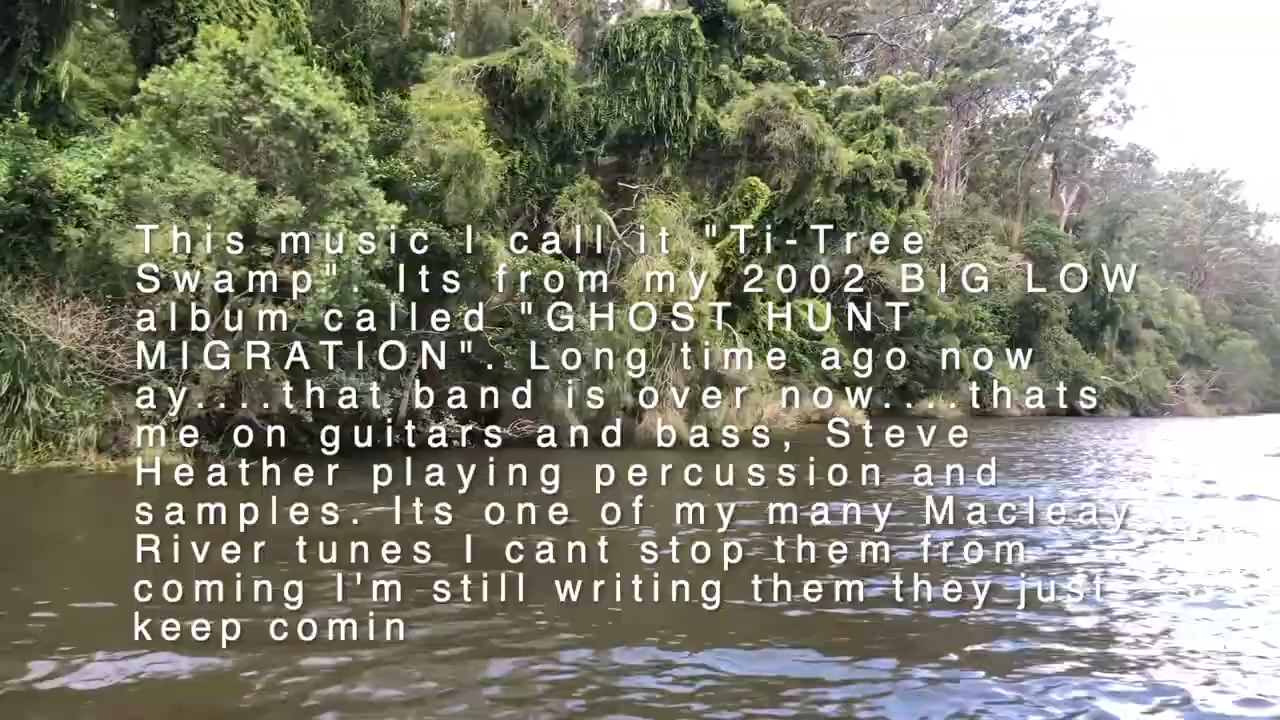 This music I call it "Ti-Tree
Swamp". Its from my 2002 BIG LOW
album called "GHOST HUNT
MIGRATION". Long time ago now
ay....that band is over now....thats
me on guitars and bass, Steve
Heather playing percussion and
samples. Its one of my many Macleay
River tunes I cant stop them from
coming I'm still writing them they just
keep comin